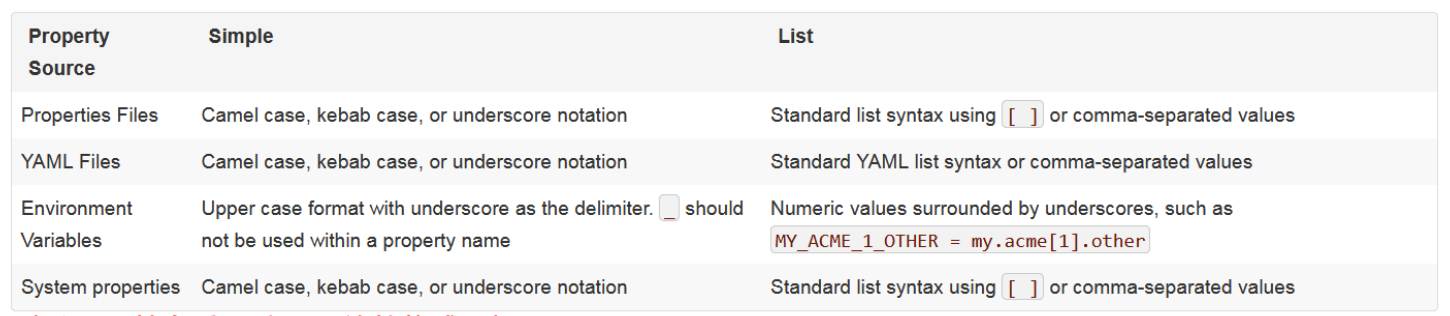 Property Source Simple List
Properties Files Camel case, kebab case, or underscore notation Standard list syntax using [ ] or comma-separated values
YAML Files Camel case, kebab case, or underscore notation Standard YAML list syntax or comma-separated values
Environment Variables Upper case format with underscore as the delimiter. _ should not be used within a property name Numeric values surrounded by underscores, such as MY_ACME_1_OTHER = my.acme[1].other
System properties Camel case, kebab case, or underscore notation Standard list syntax using [ ] or comma-separated values